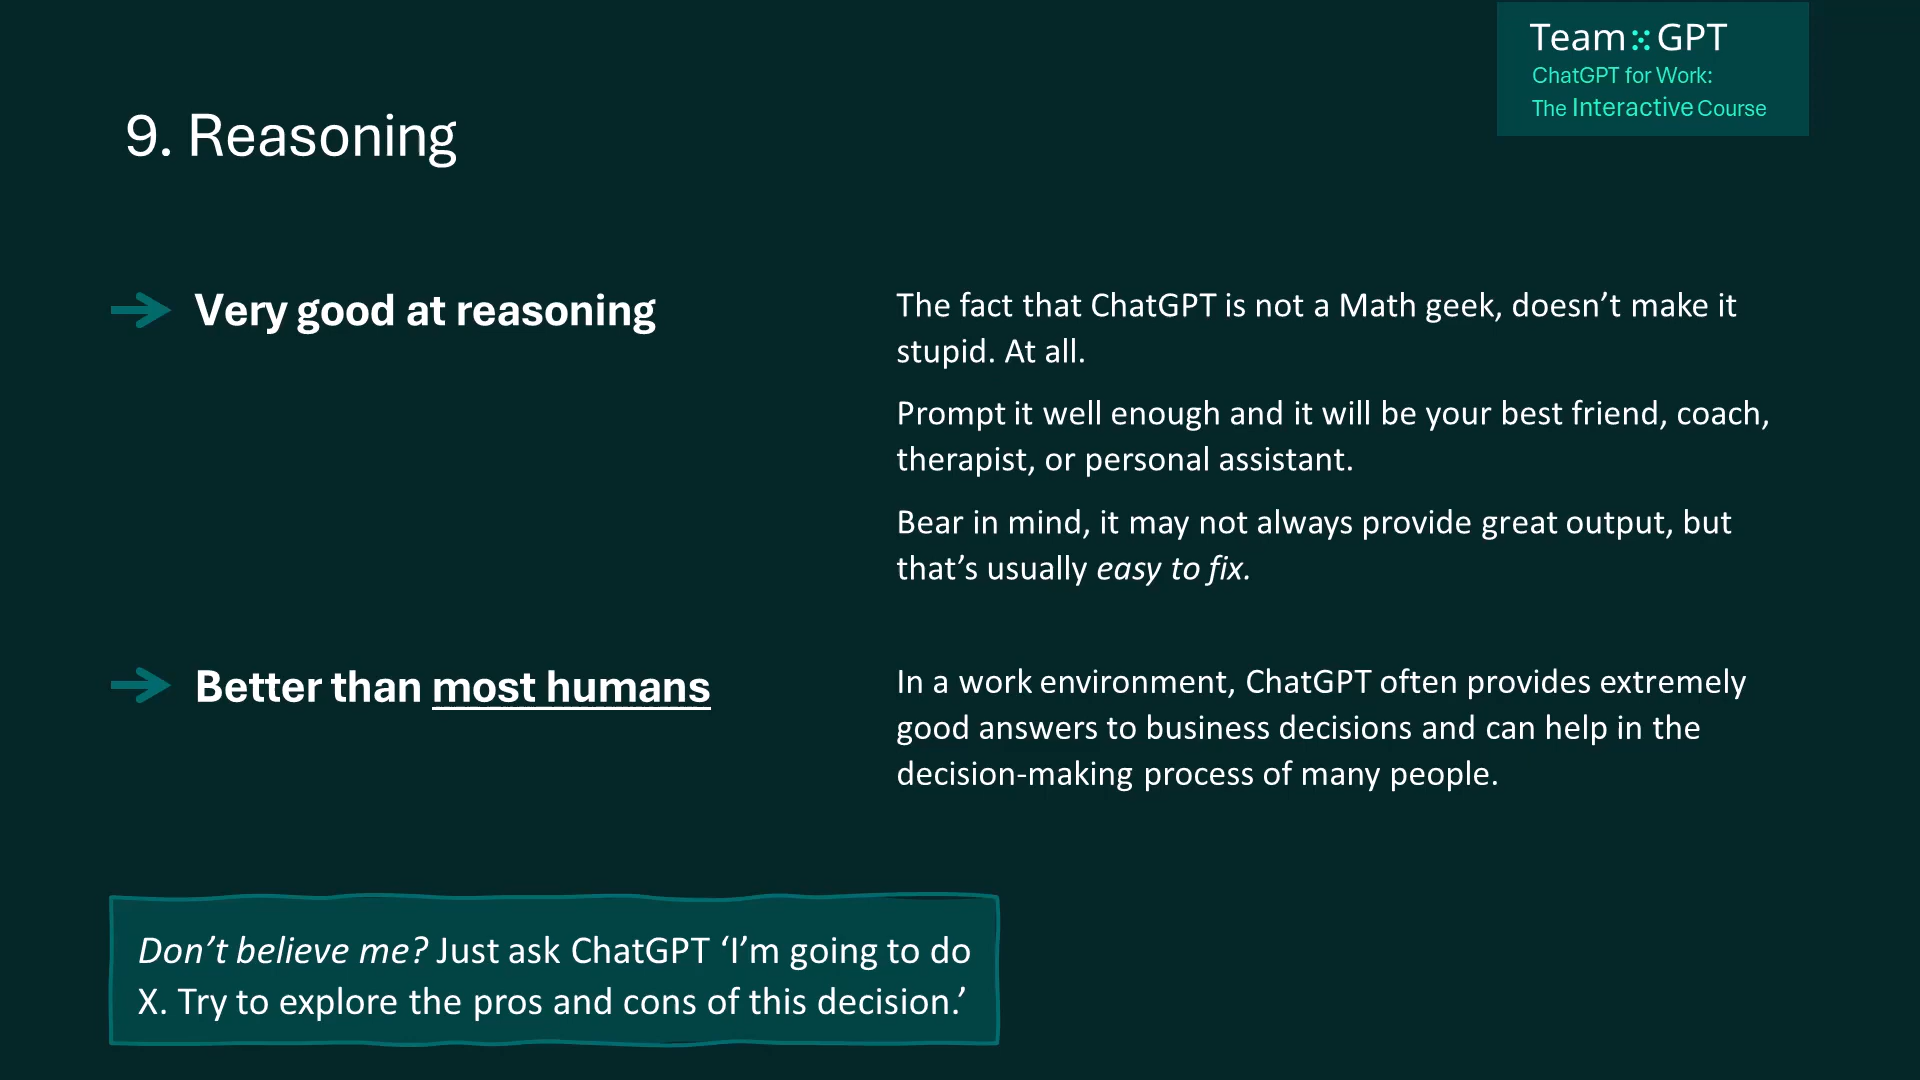 Team GPT
ChatGPT for Work:
The Interactive Course
9. Reasoning
Very good at reasoning
The fact that ChatGPT is not a Math geek, doesn’t make it
stupid. At all.
Prompt it well enough and it will be your best friend, coach,
therapist, or personal assistant.
Bear in mind, it may not always provide great output, but
that’s usually easy to fix.
Better than most humans
In a work environment, ChatGPT often provides extremely
good answers to business decisions and can help in the
decision-making process of many people.
Don’t believe me? Just ask ChatGPT ‘I’m going to do
X. Try to explore the pros and cons of this decision.’